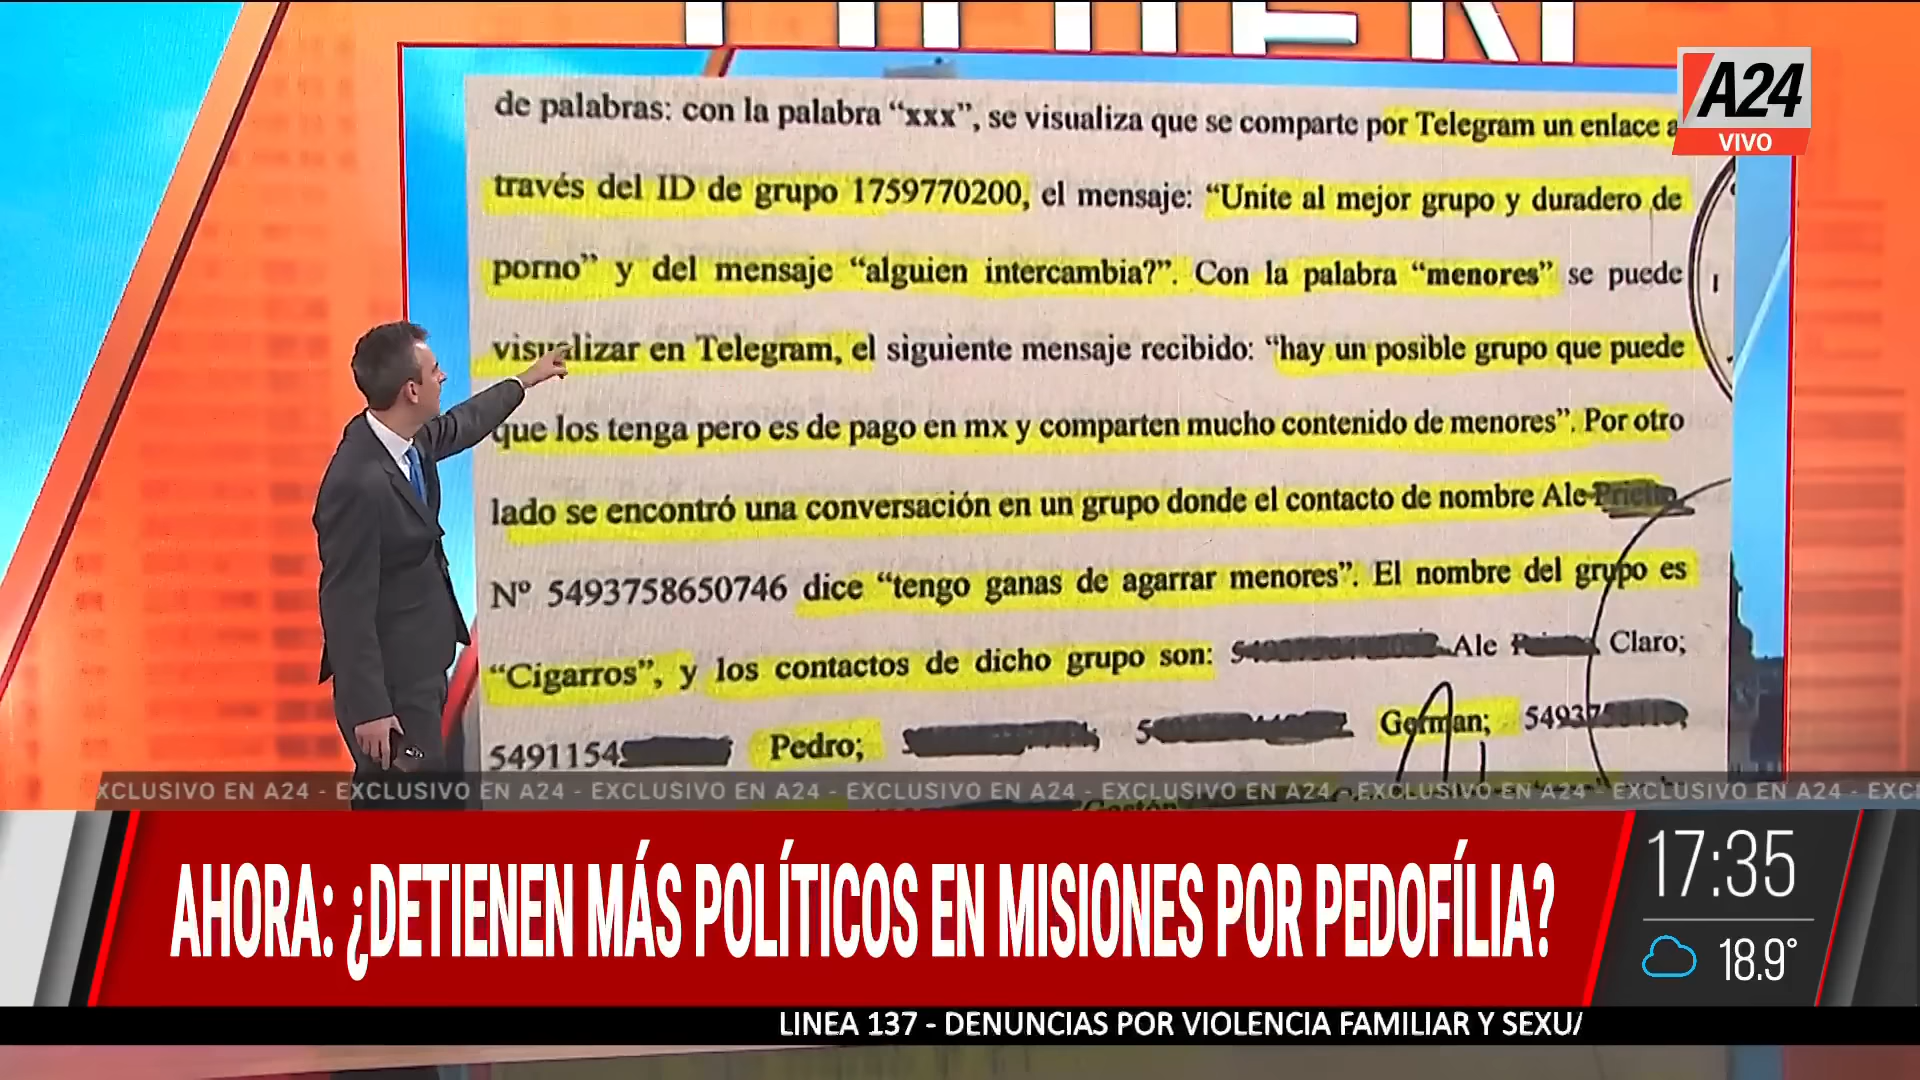 A24
VIVO
de palabras: con la palabra “xxx”, se visualiza que se comparte por Telegram un enlace a
través del ID de grupo 1759770200, el mensaje: “Unite al mejor grupo y duradero de
porno” y del mensaje “alguien intercambia?”. Con la palabra “menores” se puede
visualizar en Telegram, el siguiente mensaje recibido: “hay un posible grupo que puede
que los tenga pero es de pago en mx y comparten mucho contenido de menores”. Por otro
lado se encontró una conversación en un grupo donde el contacto de nombre Ale
Nº 5493758650746 dice “tengo ganas de agarrar menores”. El nombre del grupo es
“Cigarros”, y los contactos de dicho grupo son: Ale Claro;
5491154 Pedro; German;
XCLUSIVO EN A24 - EXCLUSIVO EN A24 - EXCLUSIVO EN A24 - EXCLUSIVO EN A24 - EXCLUSIVO EN A24 - EXCLUSIVO EN A24 - EXCLUSIVO EN A24 - EXC
AHORA: ¿DETIENEN MÁS POLÍTICOS EN MISIONES POR PEDOFÍLIA?
17:35
18.9°
LINEA 137 - DENUNCIAS POR VIOLENCIA FAMILIAR Y SEXU